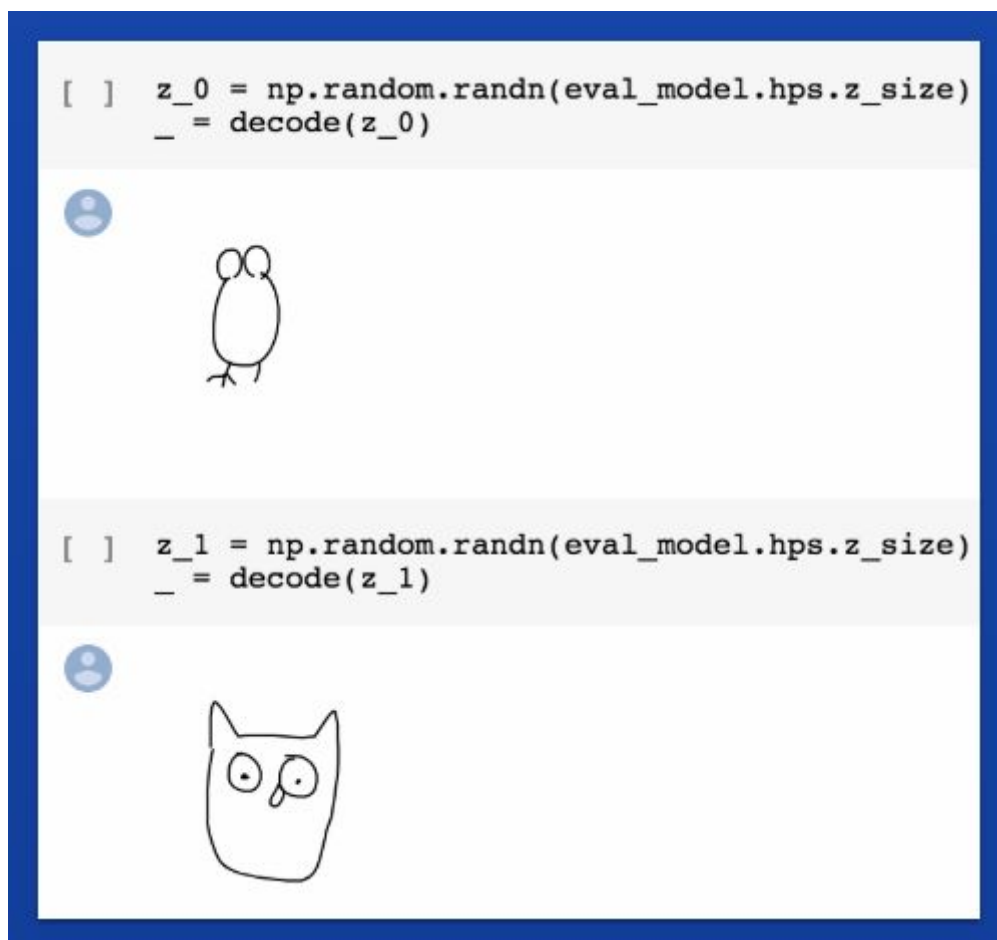 [ ] z_0 = np.random.randn(eval_model.hps.z_size)
_ = decode(z_0)
[ ] z_1 = np.random.randn(eval_model.hps.z_size)
_ = decode(z_1)